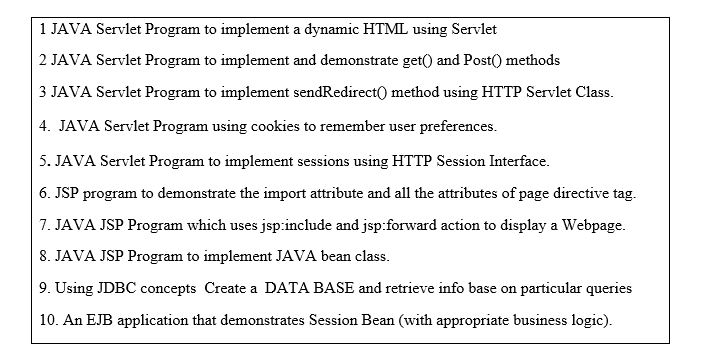 1 JAVA Servlet Program to implement a dynamic HTML using Servlet
2 JAVA Servlet Program to implement and demonstrate get() and Post() methods
3 JAVA Servlet Program to implement sendRedirect() method using HTTP Servlet Class.
4. JAVA Servlet Program using cookies to remember user preferences.
5. JAVA Servlet Program to implement sessions using HTTP Session Interface.
6. JSP program to demonstrate the import attribute and all the attributes of page directive tag.
7. JAVA JSP Program which uses jsp:include and jsp:forward action to display a Webpage.
8. JAVA JSP Program to implement JAVA bean class.
9. Using JDBC concepts Create a DATA BASE and retrieve info base on particular queries
10. An EJB application that demonstrates Session Bean (with appropriate business logic).